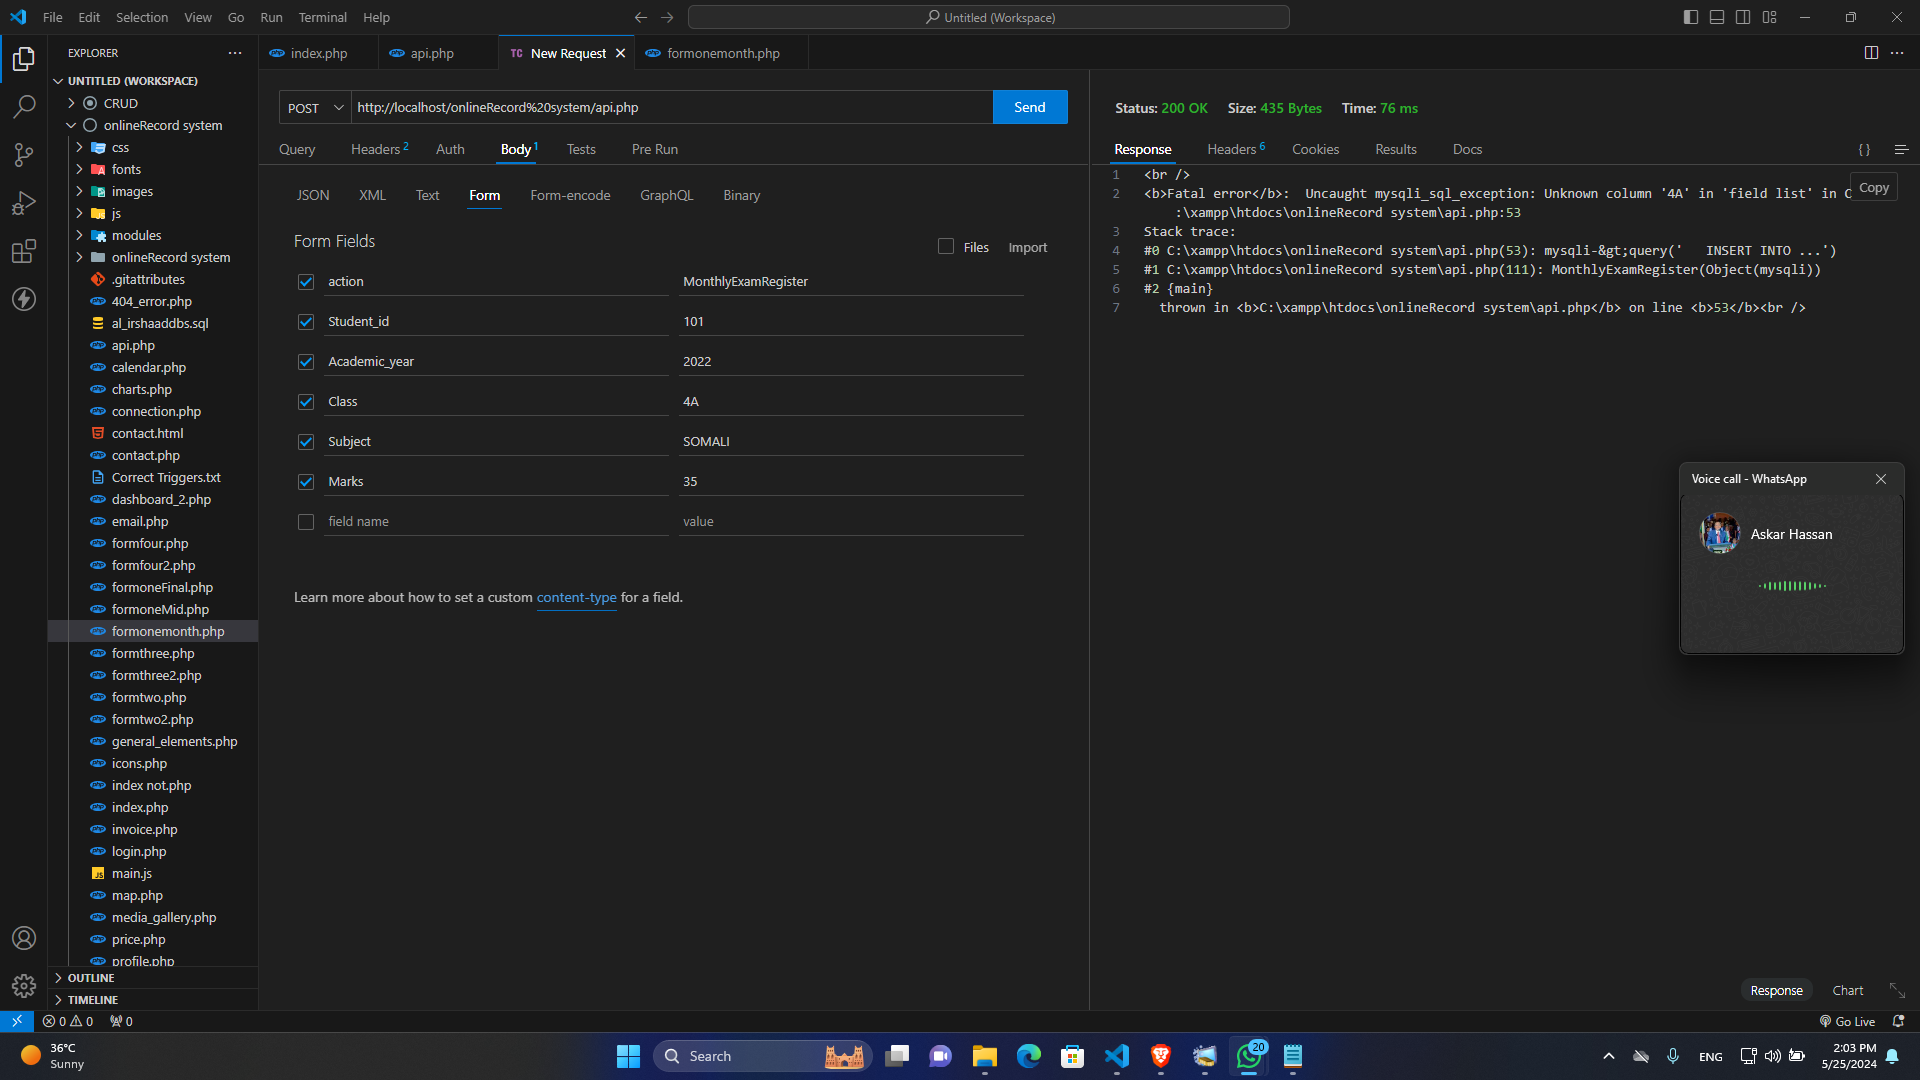 File Edit Selection View Go Run Terminal Help
Untitled (Workspace)
EXPLORER
index.php
api.php
TC New Request
formonemonth.php
UNTITLED (WORKSPACE)
CRUD
onlineRecord system
css
fonts
images
js
modules
onlineRecord system
.gitattributes
404_error.php
al_irshaaddbs.sql
api.php
calendar.php
charts.php
connection.php
contact.html
contact.php
Correct Triggers.txt
dashboard_2.php
email.php
formfour.php
formfour2.php
formoneFinal.php
formoneMid.php
formonemonth.php
formthree.php
formthree2.php
formtwo.php
formtwo2.php
general_elements.php
icons.php
index not.php
index.php
invoice.php
login.php
JS main.js
map.php
media_gallery.php
price.php
profile.php
OUTLINE
TIMELINE
POST http://localhost/onlineRecord%20system/api.php Send
Query Headers 2 Auth Body 1 Tests Pre Run
JSON XML Text Form Form-encode GraphQL Binary
Form Fields
Files Import
action MonthlyExamRegister
Student_id 101
Academic_year 2022
Class 4A
Subject SOMALI
Marks 35
field name value
Learn more about how to set a custom content-type for a field.
Status: 200 OK Size: 435 Bytes Time: 76 ms
Response Headers 6 Cookies Results Docs { }
Copy
1 <br />
2 <b>Fatal error</b>:  Uncaught mysqli_sql_exception: Unknown column '4A' in 'field list' in C
:\xampp\htdocs\onlineRecord system\api.php:53
3 Stack trace:
4 #0 C:\xampp\htdocs\onlineRecord system\api.php(53): mysqli-&gt;query('   INSERT INTO ...')
5 #1 C:\xampp\htdocs\onlineRecord system\api.php(111): MonthlyExamRegister(Object(mysqli))
6 #2 {main}
7   thrown in <b>C:\xampp\htdocs\onlineRecord system\api.php</b> on line <b>53</b><br />
Voice call - WhatsApp
Askar Hassan
Response Chart
0 0 0
Go Live
36°C
Sunny
Search
20
ENG
2:03 PM
5/25/2024